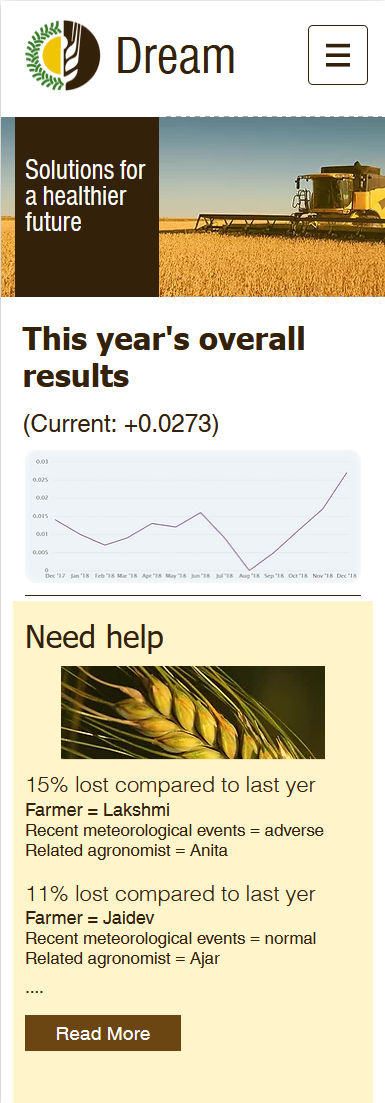 Dream
Solutions for
a healthier
future
This year's overall
results
(Current: +0.0273)
0.03
0.025
0.02
0.015
0.01
0.005
0
Dec '17 Jan '18 Feb '18 Mar '18 Apr '18 May '18 Jun '18 Jul '18 Aug '18 Sep '18 Oct '18 Nov '18 Dec '18
Need help
15% lost compared to last yer
Farmer = Lakshmi
Recent meteorological events = adverse
Related agronomist = Anita
11% lost compared to last yer
Farmer = Jaidev
Recent meteorological events = normal
Related agronomist = Ajar
....
Read More